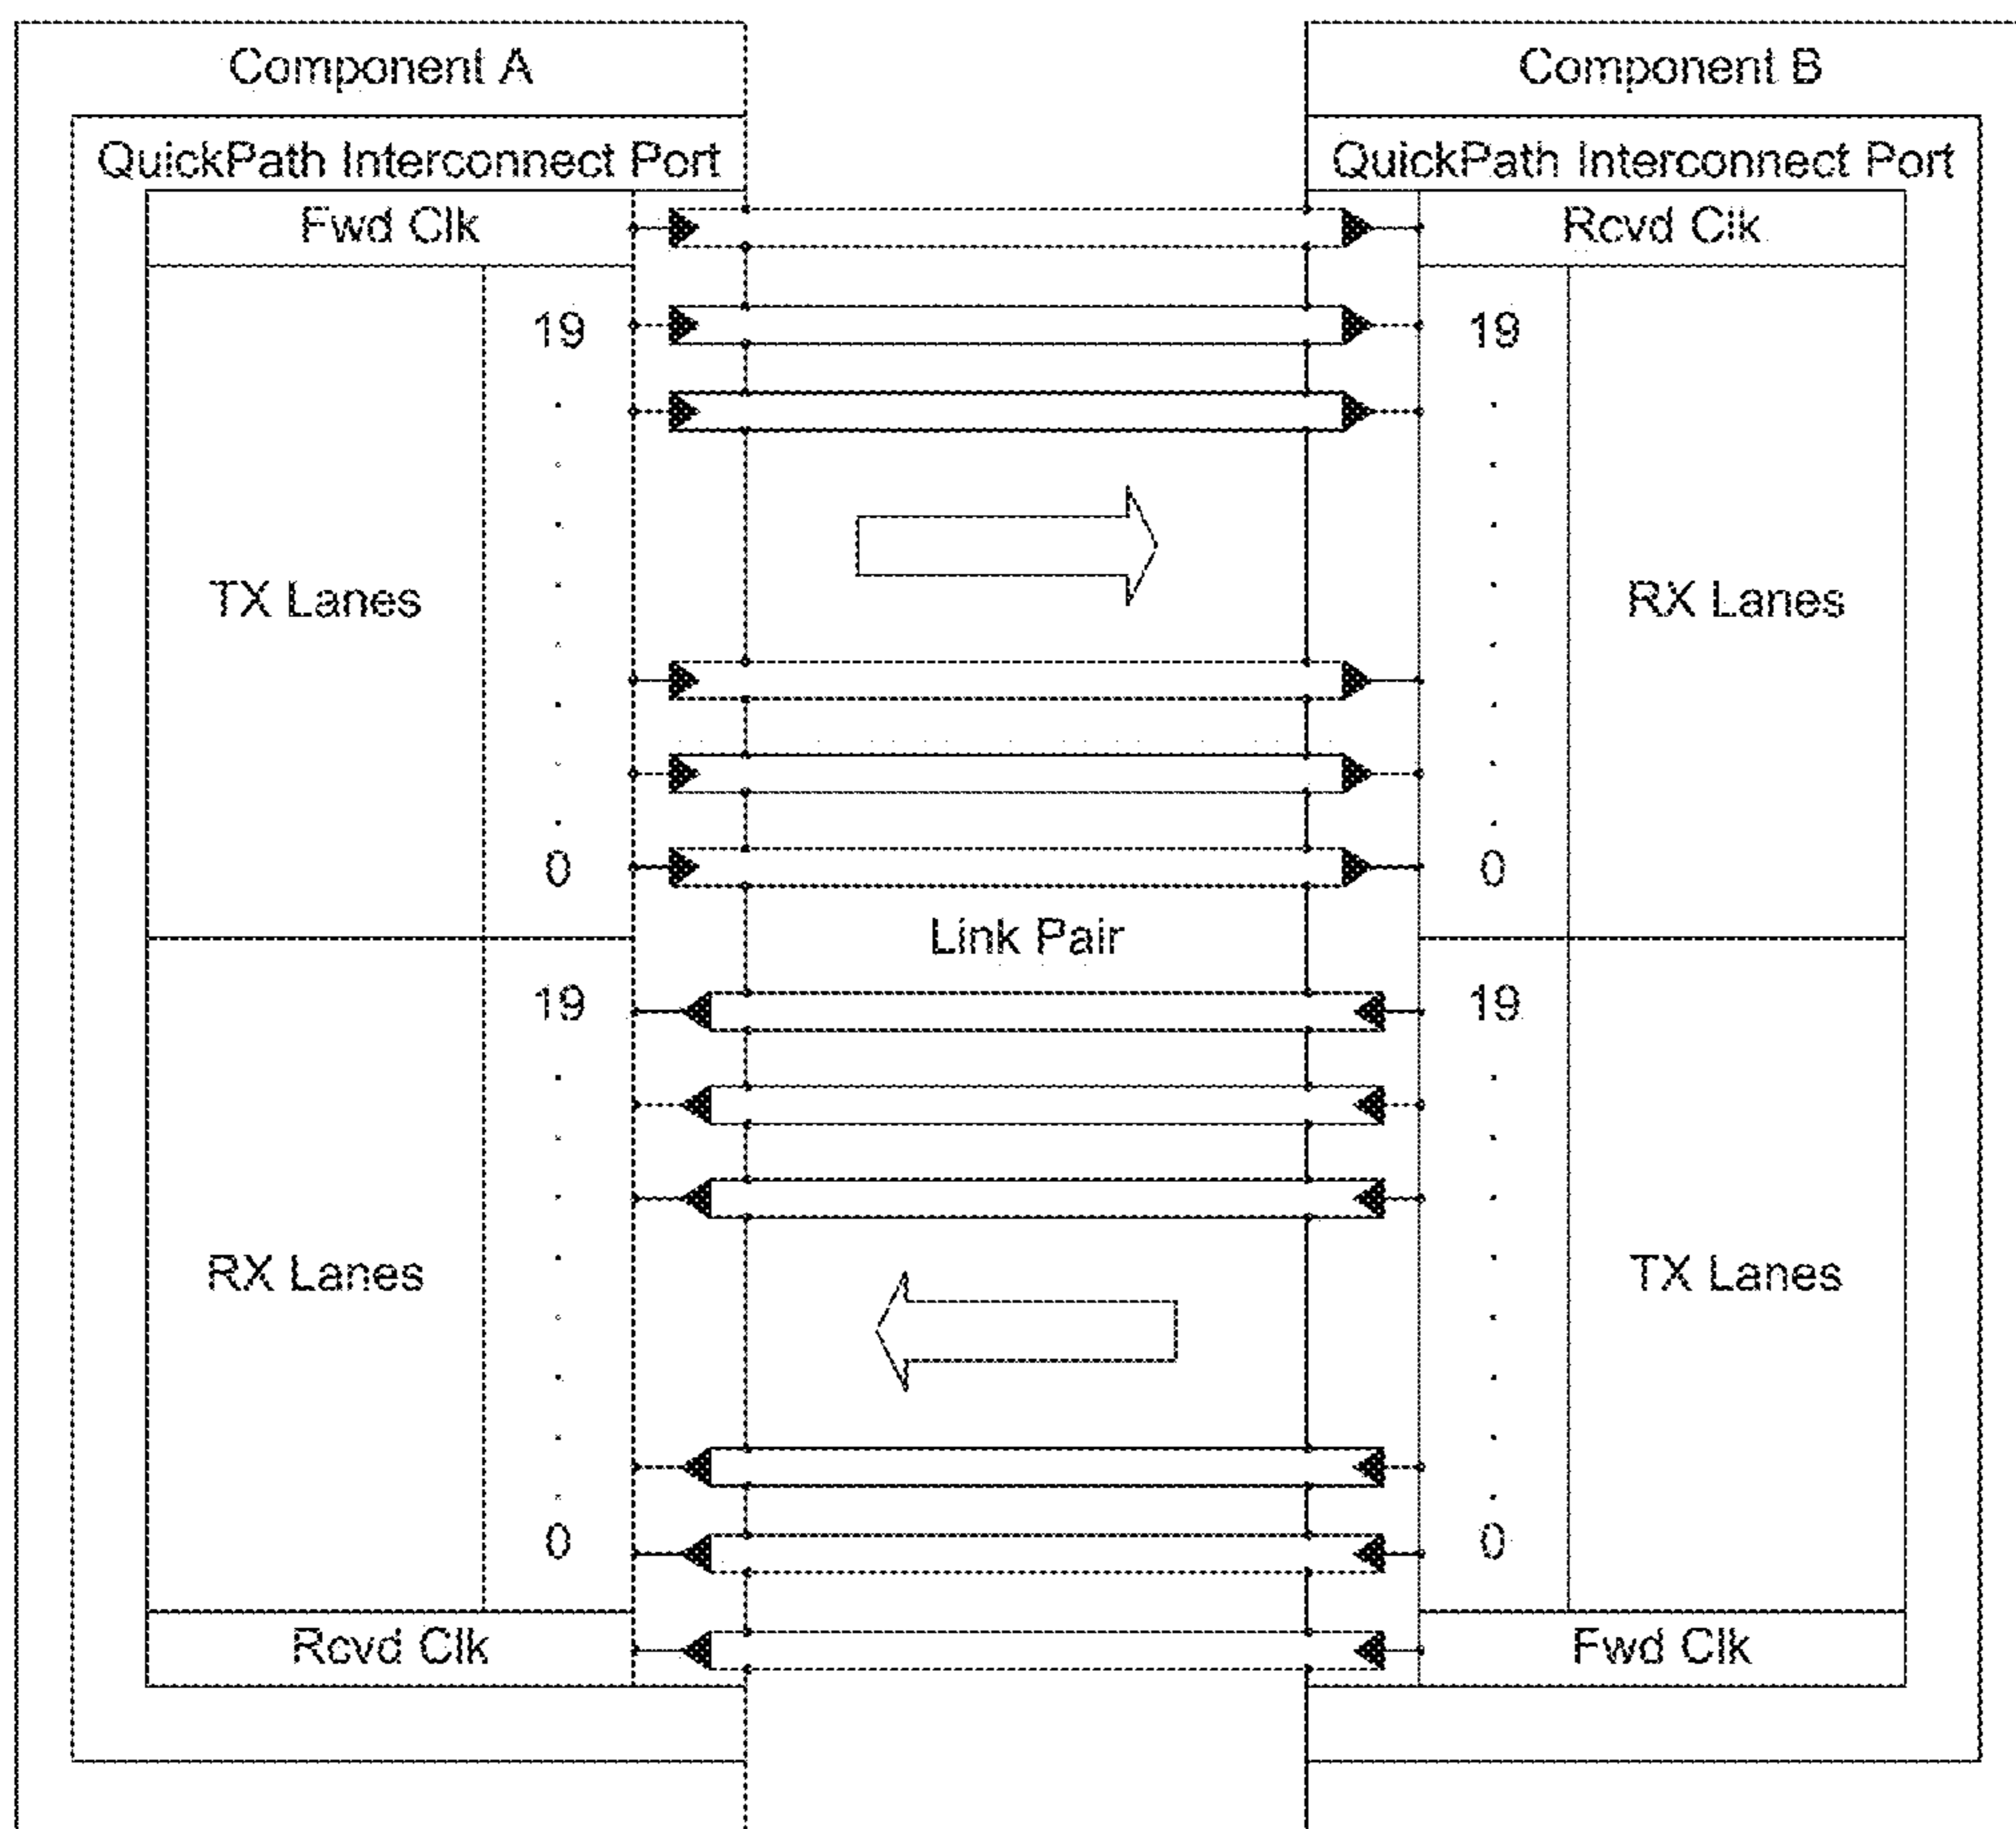 Component A
QuickPath Interconnect Port
Fwd Clk
19
TX Lanes
0
19
RX Lanes
0
Rcvd Clk
Link Pair
Component B
QuickPath Interconnect Port
Rcvd Clk
19
RX Lanes
0
19
TX Lanes
0
Fwd Clk